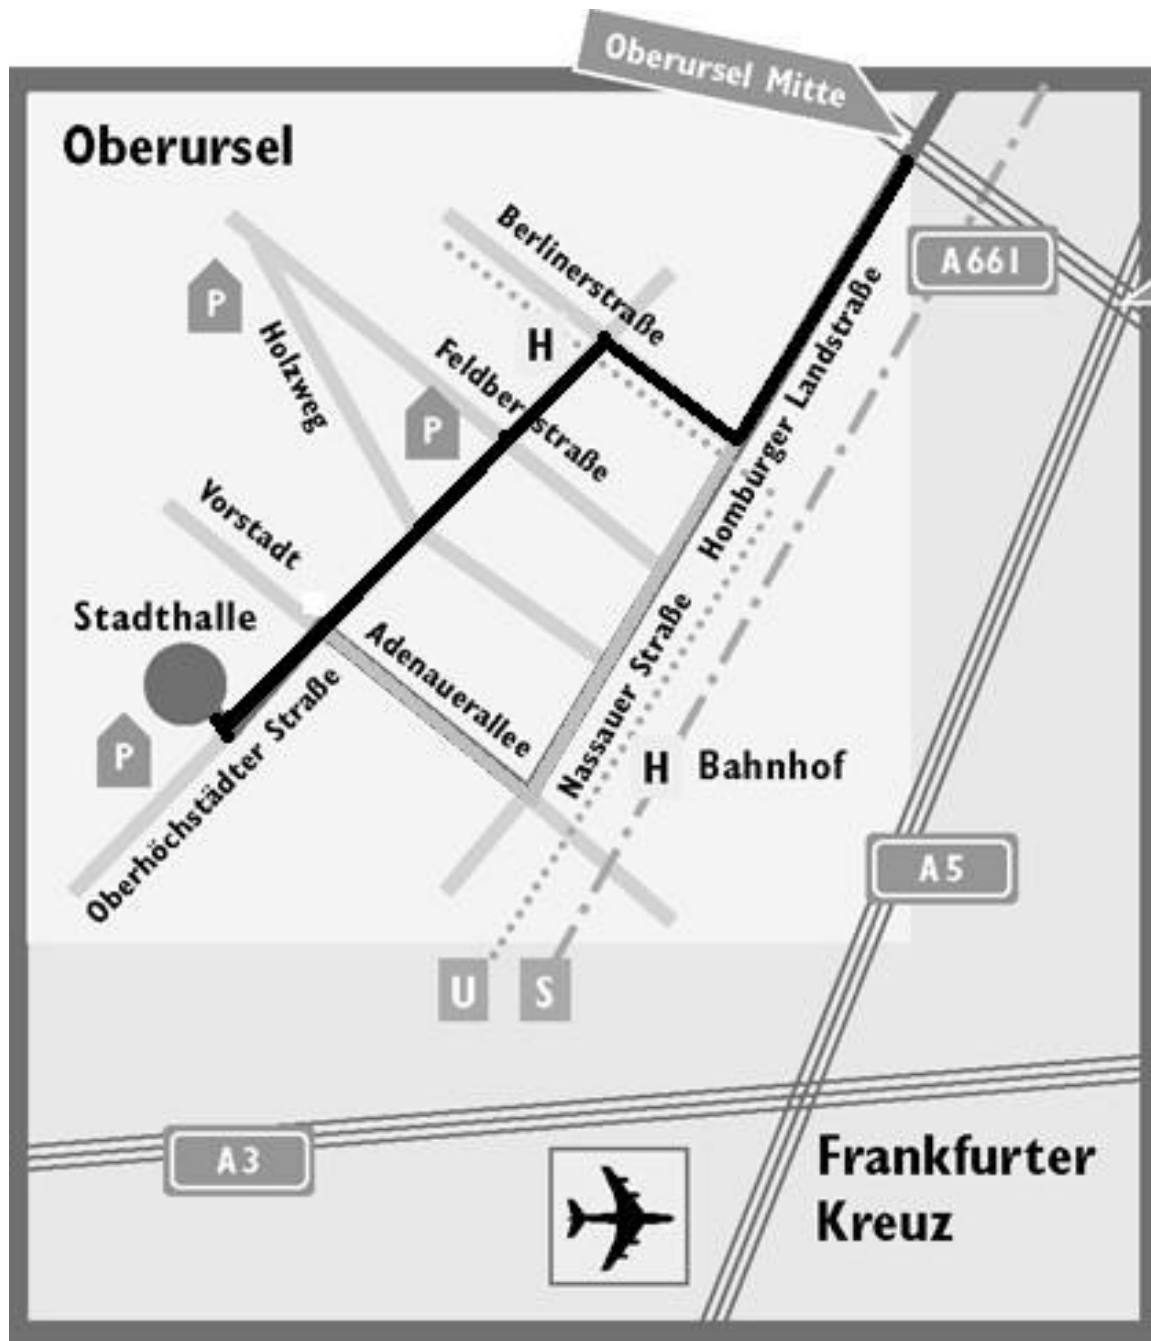 Oberursel Mitte
Oberursel
Berlinerstraße
A661
P
Holzweg
H
Feldbergstraße
Homburger Landstraße
P
Vorstadt
Stadthalle
Adenauerallee
Nassauer Straße
P
Oberhöchstädter Straße
H Bahnhof
A5
U S
A3
Frankfurter
Kreuz